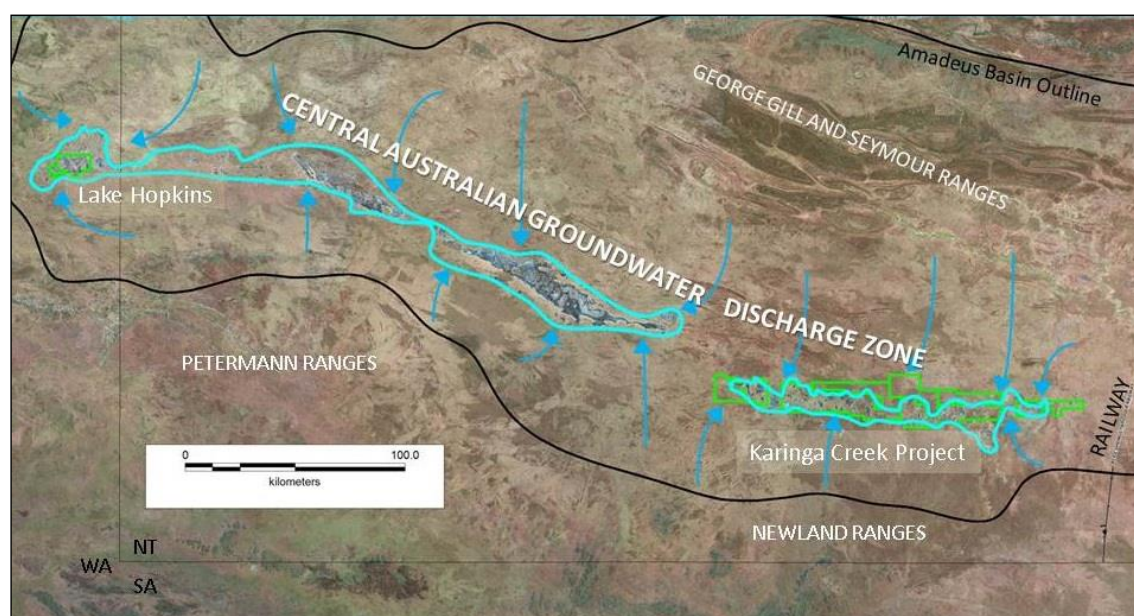 Amadeus Basin Outline
GEORGE GILL AND SEYMOUR RANGES
CENTRAL AUSTRALIAN GROUNDWATER DISCHARGE ZONE
Lake Hopkins
PETERMANN RANGES
Karinga Creek Project
RAILWAY
0 100.0
kilometers
NEWLAND RANGES
NT
WA
SA